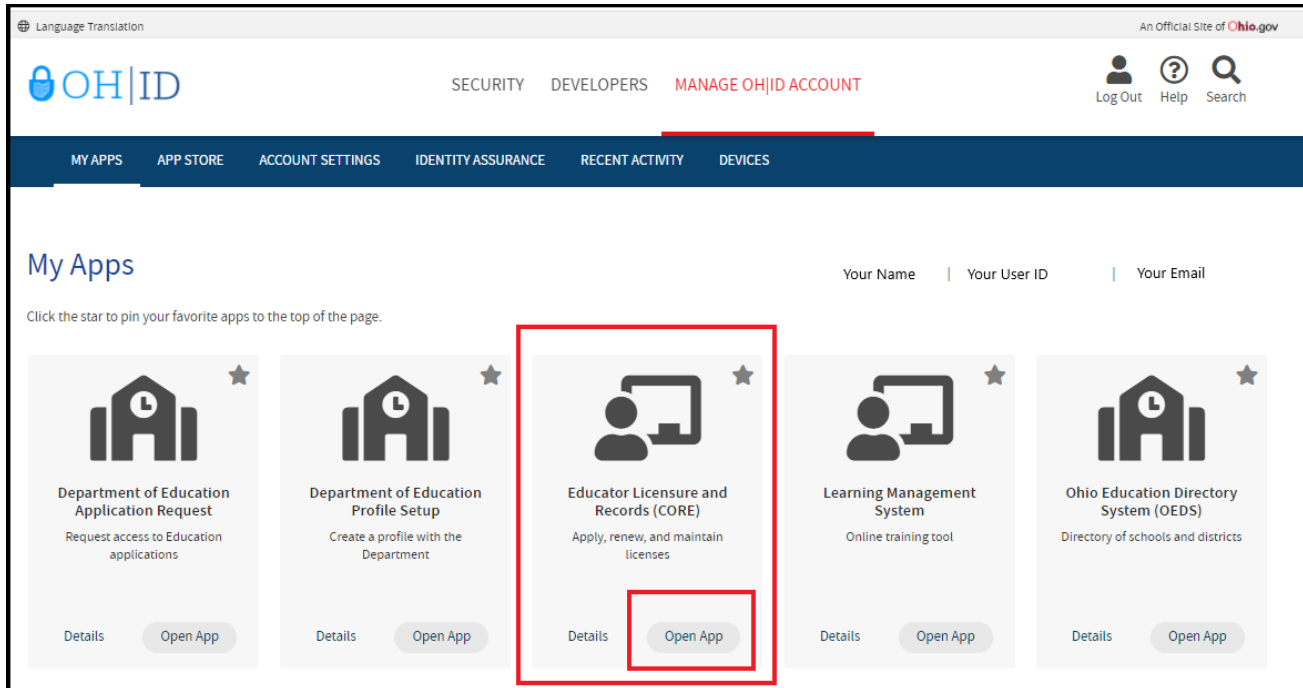 Language Translation
An Official Site of Ohio.gov
OH|ID
SECURITY DEVELOPERS MANAGE OH|ID ACCOUNT
Log Out Help Search
MY APPS APP STORE ACCOUNT SETTINGS IDENTITY ASSURANCE RECENT ACTIVITY DEVICES
My Apps
Your Name | Your User ID | Your Email
Click the star to pin your favorite apps to the top of the page.
Department of Education
Application Request
Request access to Education
applications
Details Open App
Department of Education
Profile Setup
Create a profile with the
Department
Details Open App
Educator Licensure and
Records (CORE)
Apply, renew, and maintain
licenses
Details Open App
Learning Management
System
Online training tool
Details Open App
Ohio Education Directory
System (OEDS)
Directory of schools and districts
Details Open App